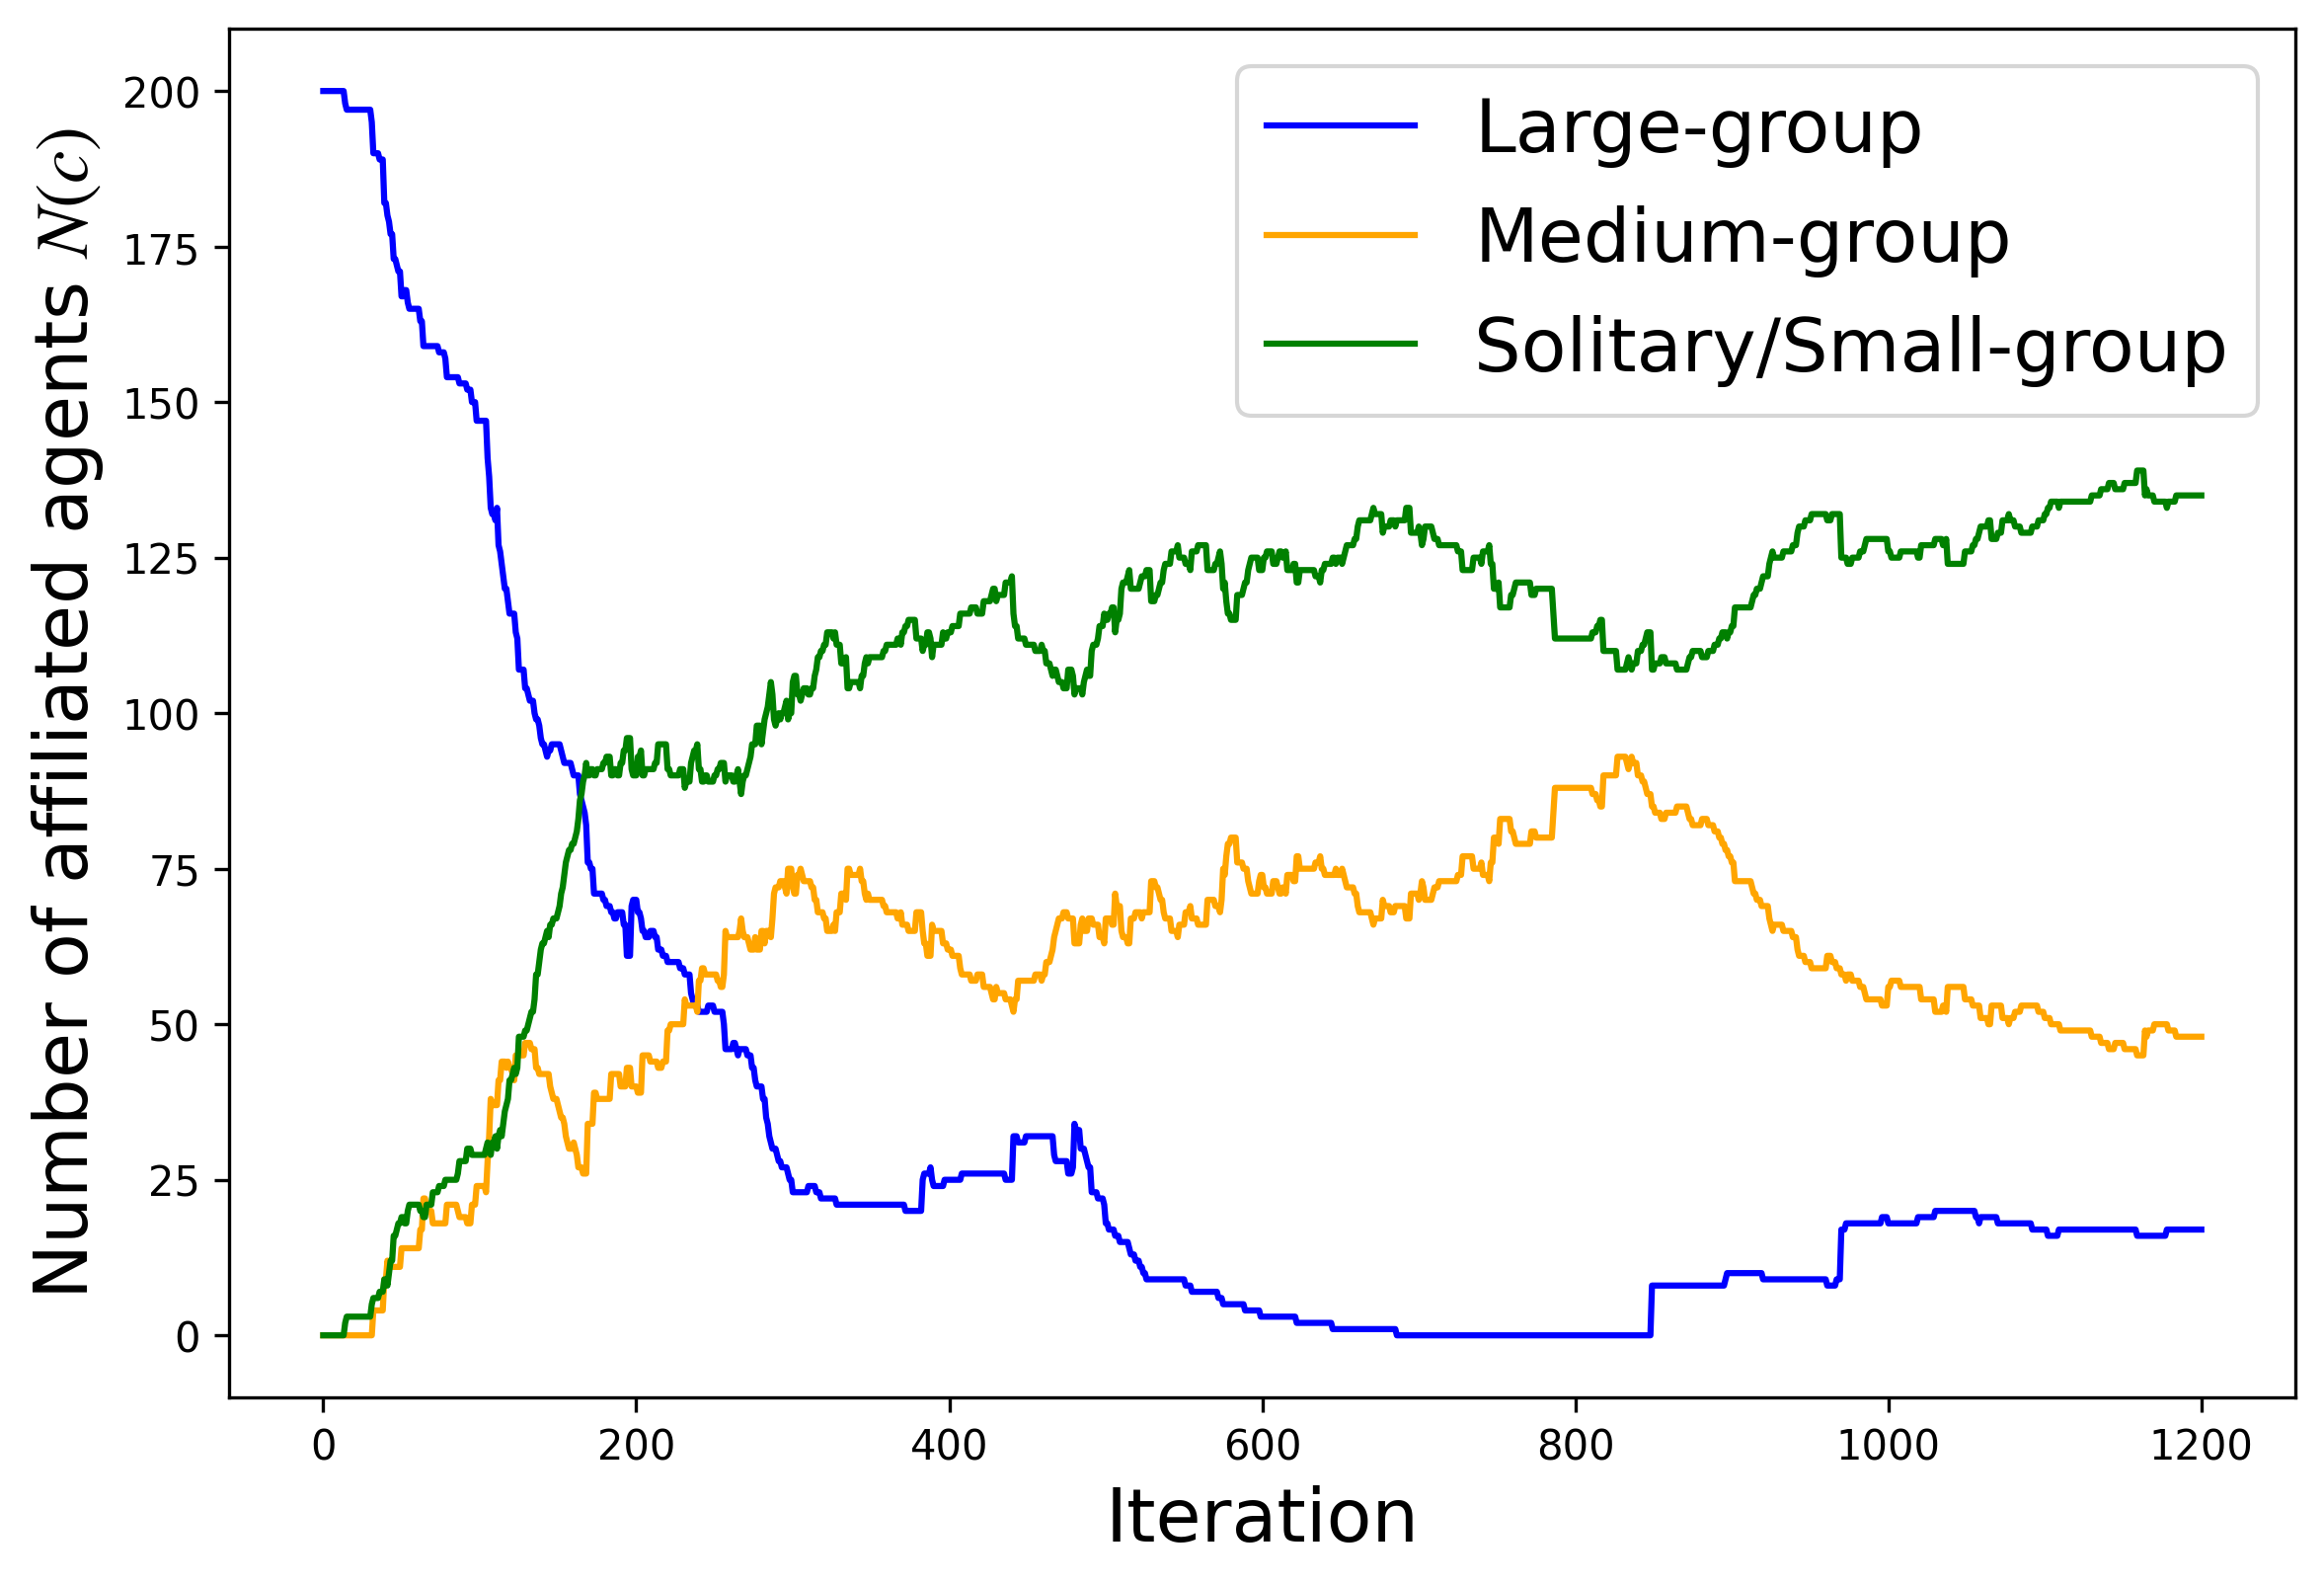 Number of affiliated agents N(c)
200
175
150
125
100
75
50
25
0
Large-group
Medium-group
Solitary/Small-group
0 200 400 600 800 1000 1200
Iteration